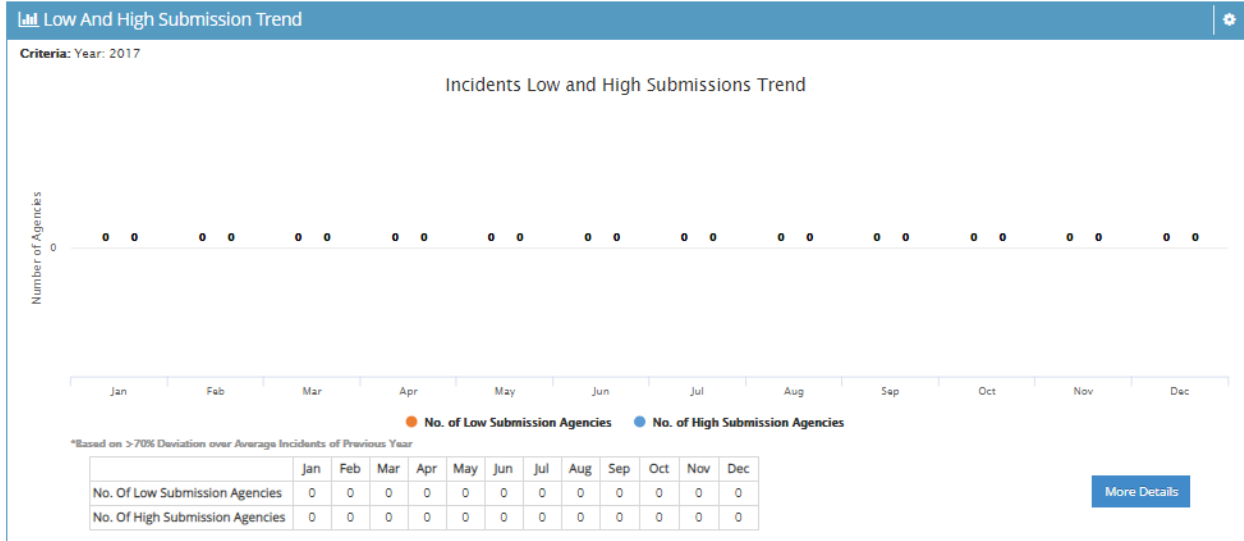 Low And High Submission Trend
Criteria: Year: 2017
Incidents Low and High Submissions Trend
Number of Agencies
0 0 0 0 0 0 0 0 0 0 0 0 0 0 0 0 0 0 0 0 0 0 0 0
0
Jan Feb Mar Apr May Jun Jul Aug Sep Oct Nov Dec
No. of Low Submission Agencies No. of High Submission Agencies
*Based on >70% Deviation over Average Incidents of Previous Year
Jan Feb Mar Apr May Jun Jul Aug Sep Oct Nov Dec
No. Of Low Submission Agencies 0 0 0 0 0 0 0 0 0 0 0 0
No. Of High Submission Agencies 0 0 0 0 0 0 0 0 0 0 0 0
More Details